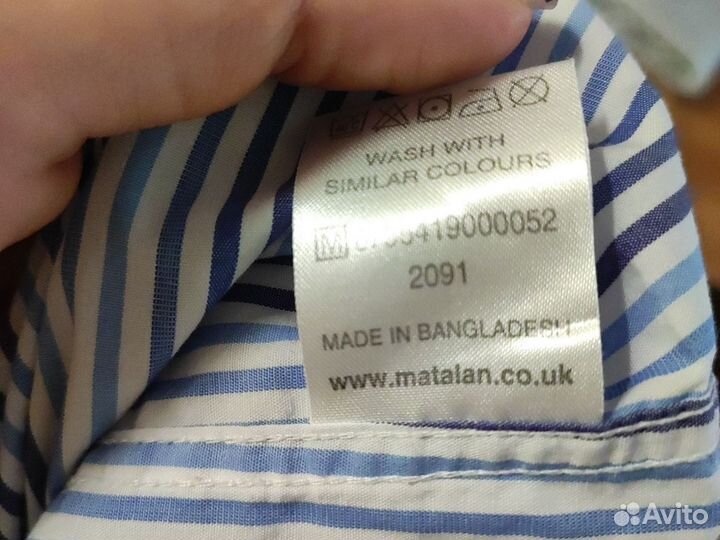 WASH WITH
SIMILAR COLOURS
2091
MADE IN BANGLADESH
www.matalan.co.uk
Avito